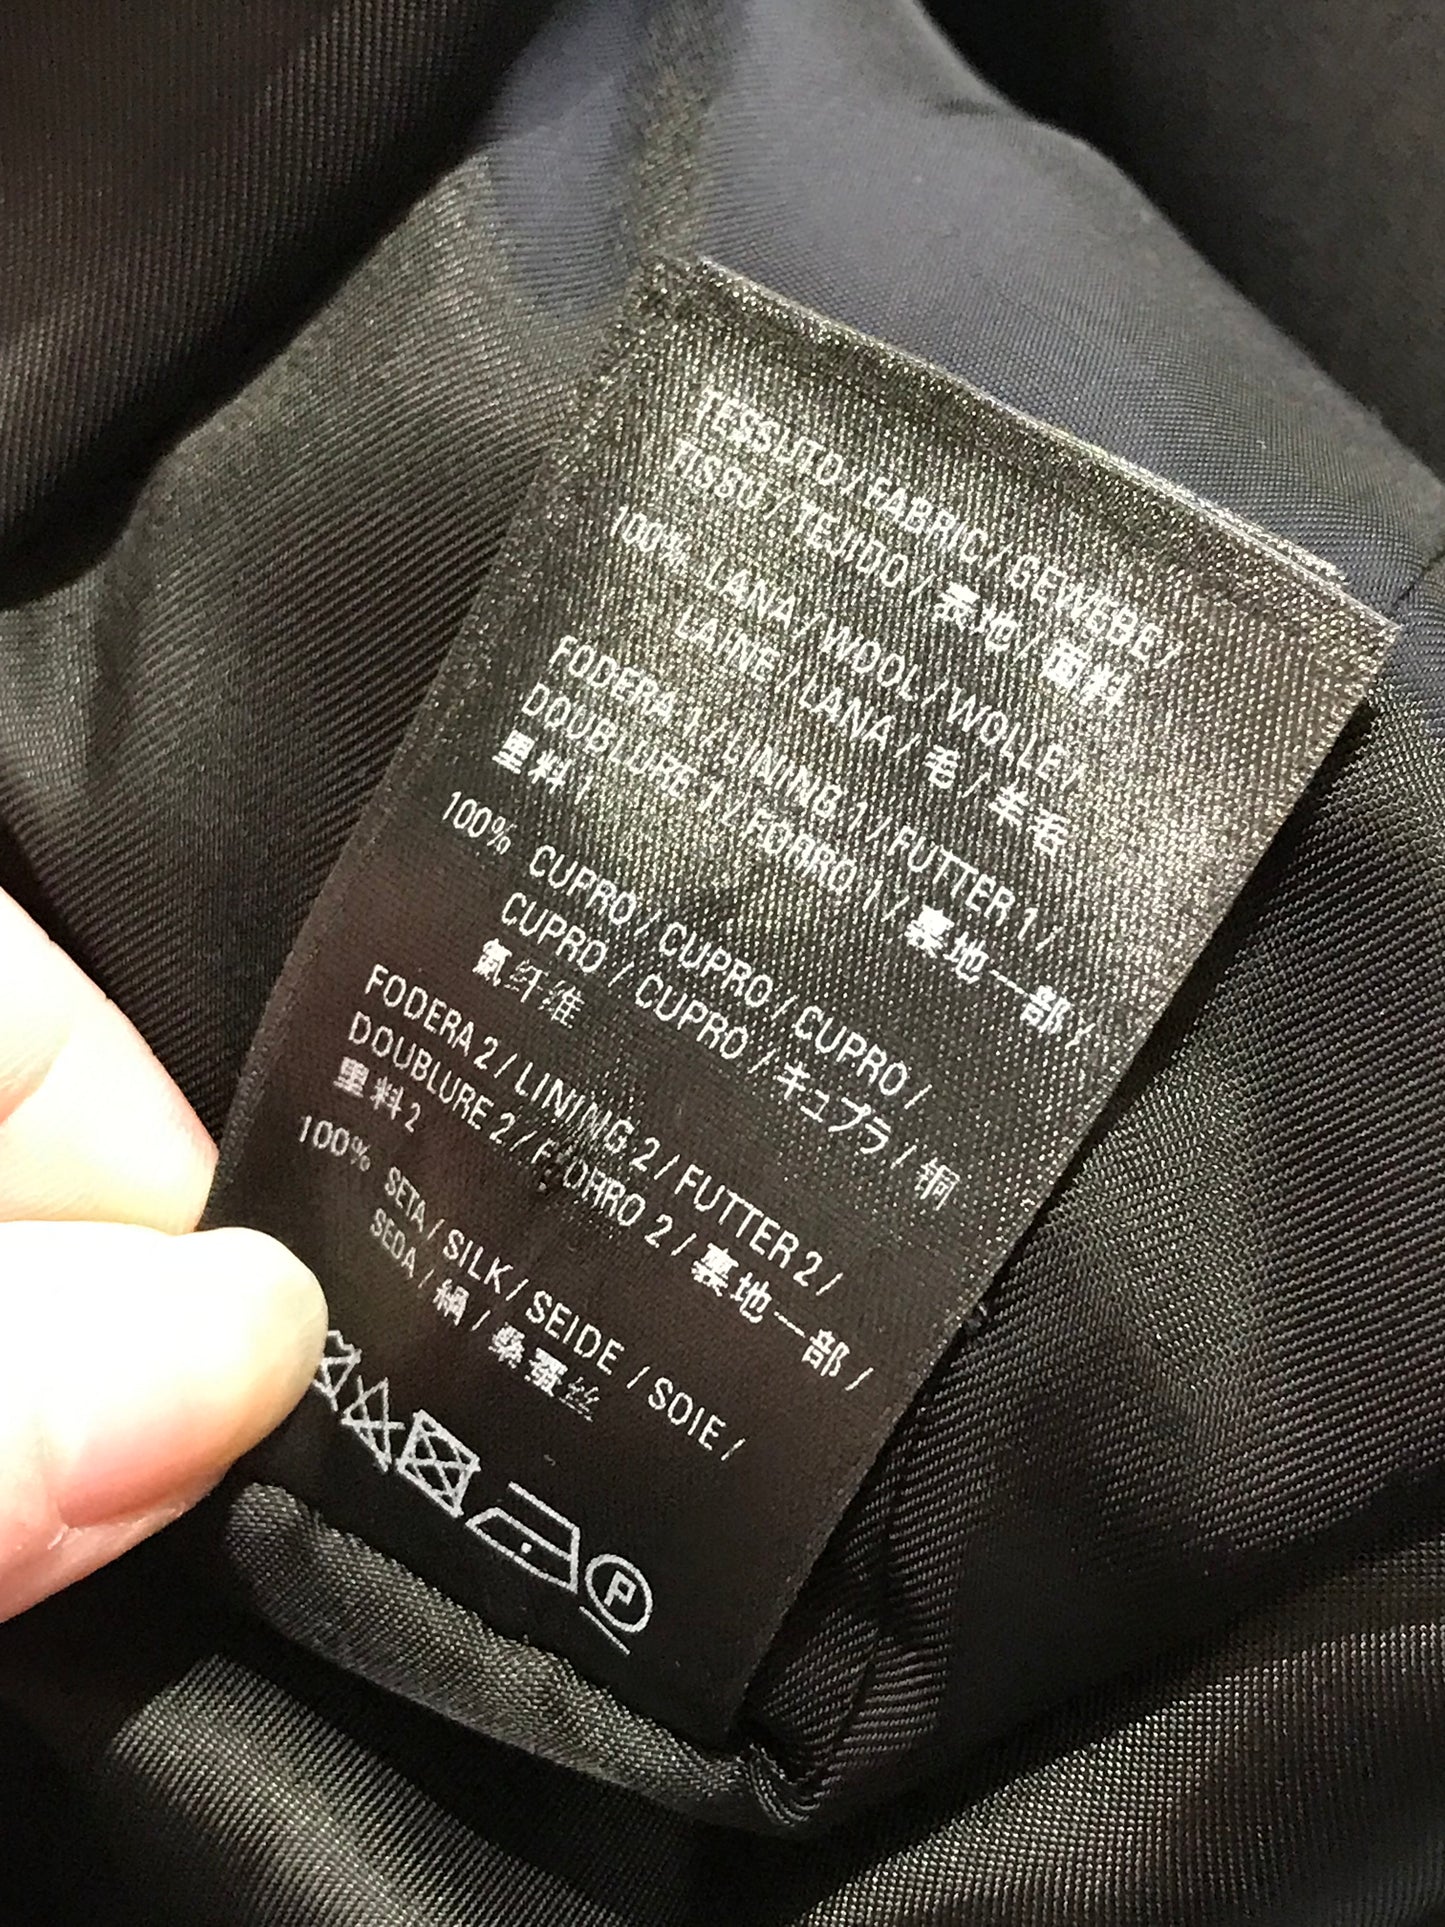 TESSUTO / FABRIC / GEWEBE /
TISSU / TEJIDO / 表地 / 面料
100% LANA / WOOL / WOLLE /
LAINE / LANA / 毛 / 羊毛
FODERA 1 / LINING 1 / FUTTER 1 /
DOUBLURE 1 / FORRO 1 / 裏地一部 /
里料1
100% CUPRO / CUPRO / CUPRO /
CUPRO / CUPRO / キュプラ / 铜
氨纤维
FODERA 2 / LINING 2 / FUTTER 2 /
DOUBLURE 2 / FORRO 2 / 裏地一部 /
里料2
100% SETA / SILK / SEIDE / SOIE /
SEDA / 絹 / 桑蚕丝
P